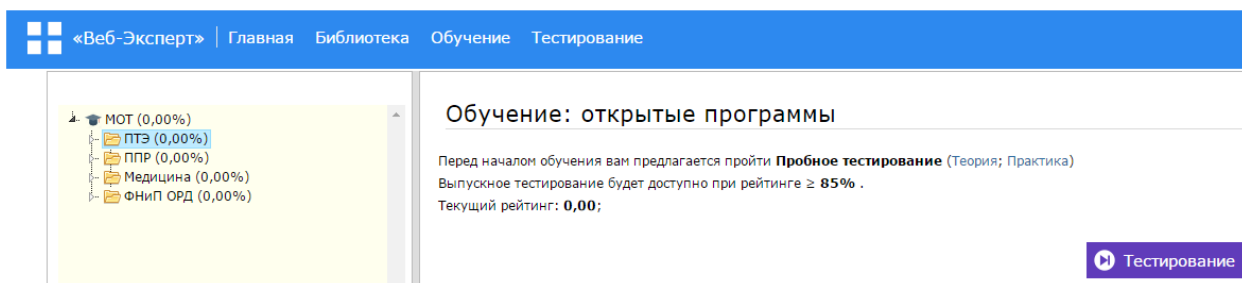 «Веб-Эксперт» Главная Библиотека Обучение Тестирование
МОТ (0,00%)
ПТЭ (0,00%)
ППР (0,00%)
Медицина (0,00%)
ФНиП ОРД (0,00%)
Обучение: открытые программы
Перед началом обучения вам предлагается пройти Пробное тестирование (Теория; Практика)
Выпускное тестирование будет доступно при рейтинге ≥ 85% .
Текущий рейтинг: 0,00;
Тестирование